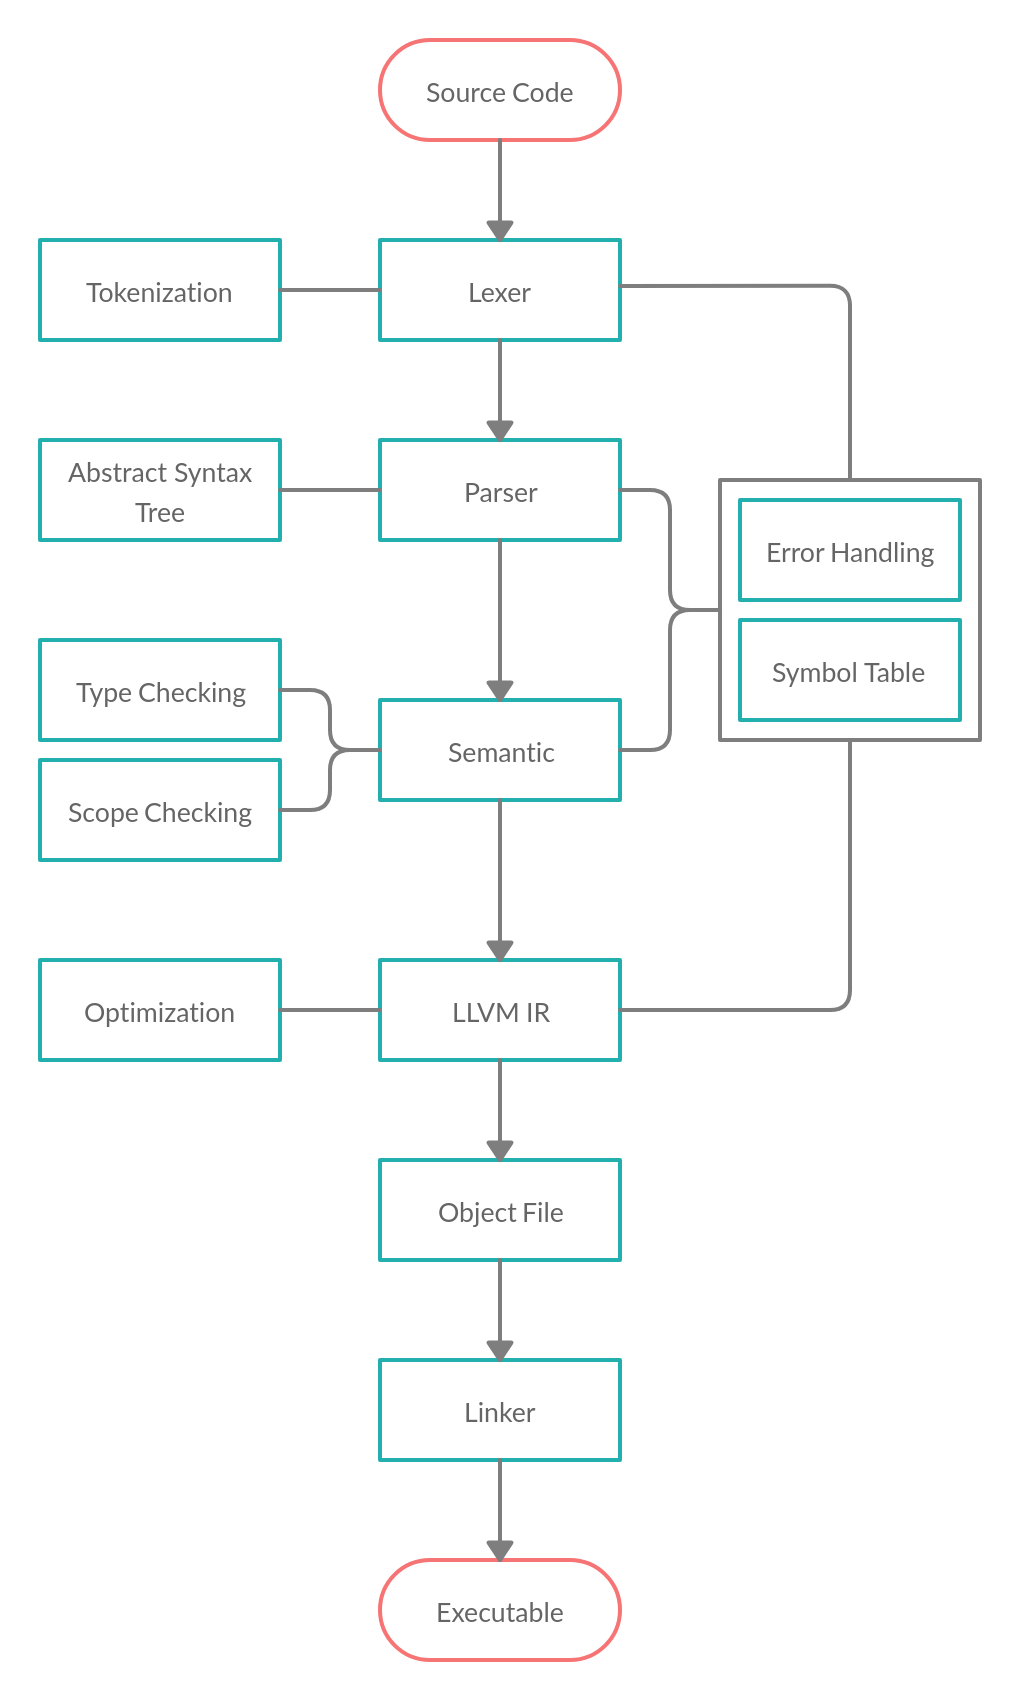 Source Code
Tokenization
Lexer
Abstract Syntax
Tree
Parser
Error Handling
Symbol Table
Type Checking
Scope Checking
Semantic
Optimization
LLVM IR
Object File
Linker
Executable